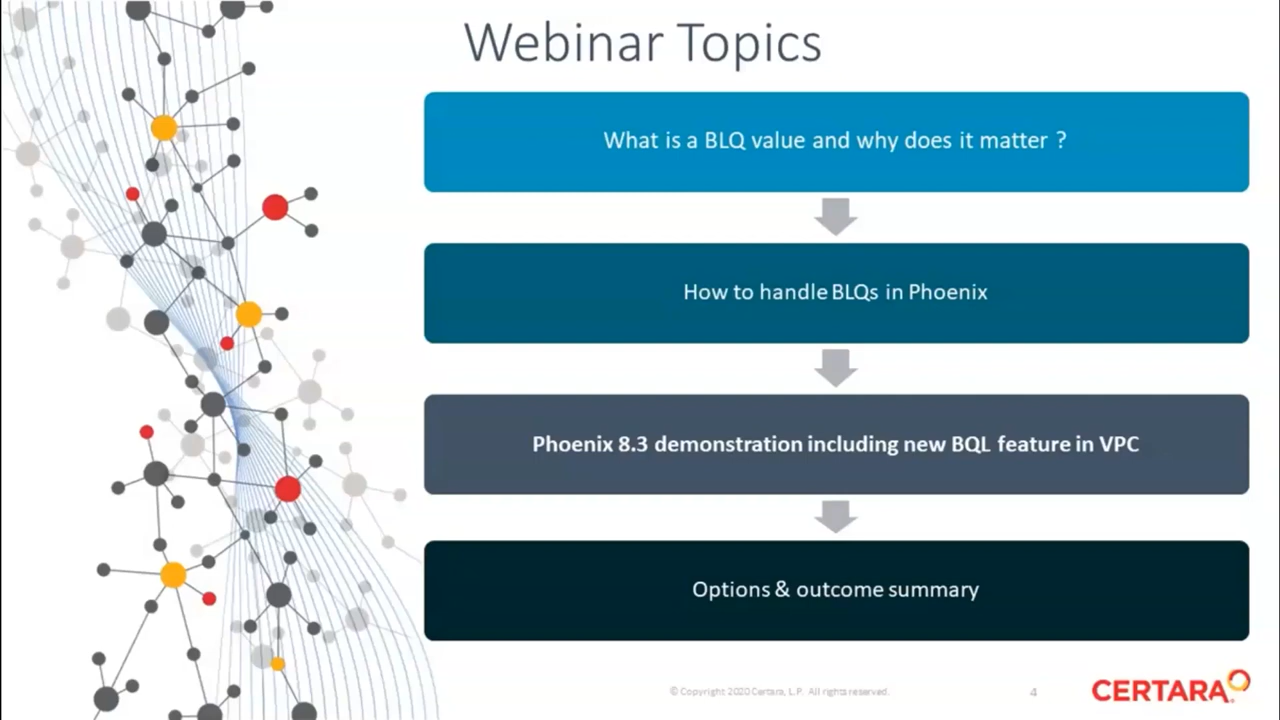 Webinar Topics
What is a BLQ value and why does it matter ?
How to handle BLQs in Phoenix
Phoenix 8.3 demonstration including new BQL feature in VPC
Options & outcome summary
© Copyright 2020 Certara, L.P. All rights reserved.
4
CERTARA